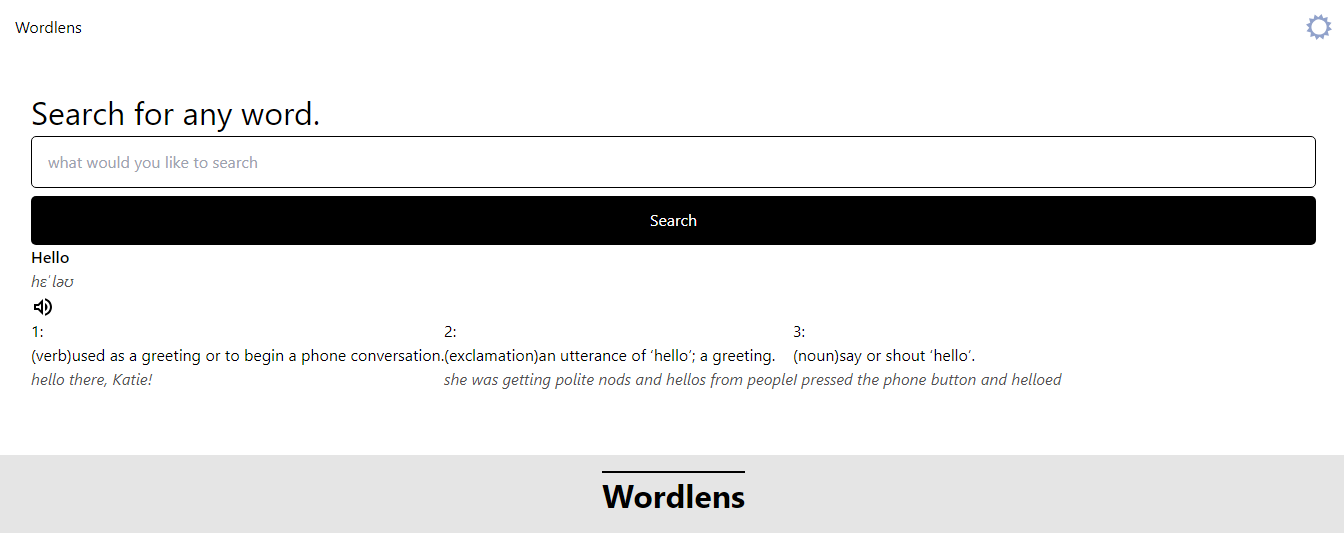 Wordlens
Search for any word.
what would you like to search
Search
Hello
hɛˈləʊ
1:
(verb)used as a greeting or to begin a phone conversation.
hello there, Katie!
2:
(exclamation)an utterance of ‘hello’; a greeting.
she was getting polite nods and hellos from people
3:
(noun)say or shout ‘hello’.
I pressed the phone button and helloed
Wordlens